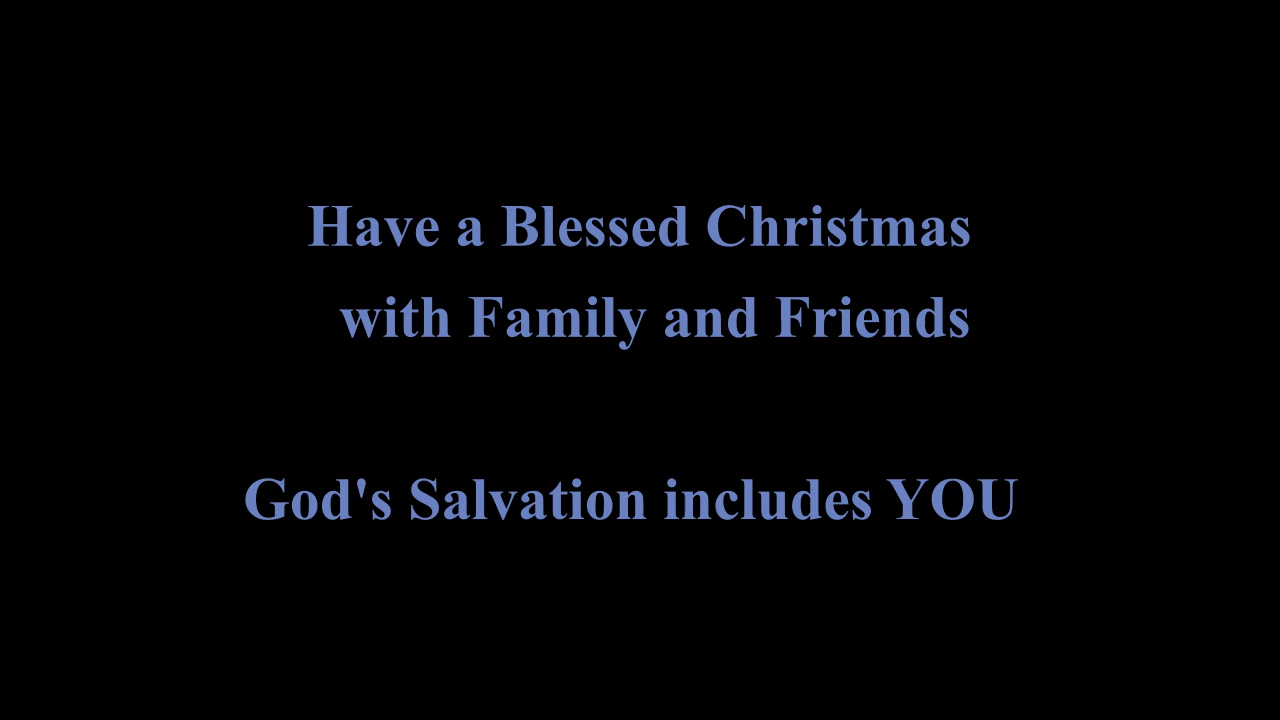 Have a Blessed Christmas
with Family and Friends
God's Salvation includes YOU